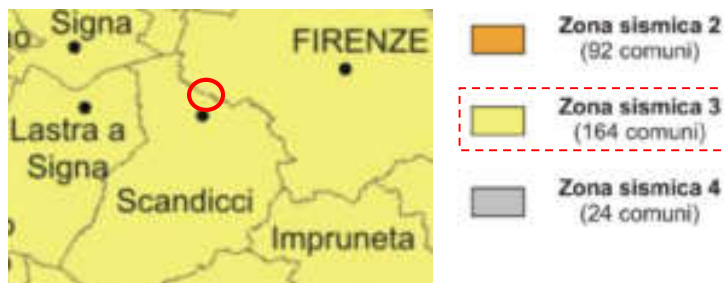 Signa
FIRENZE
Lastra a
Signa
Scandicci
Impruneta
Zona sismica 2
(92 comuni)
Zona sismica 3
(164 comuni)
Zona sismica 4
(24 comuni)